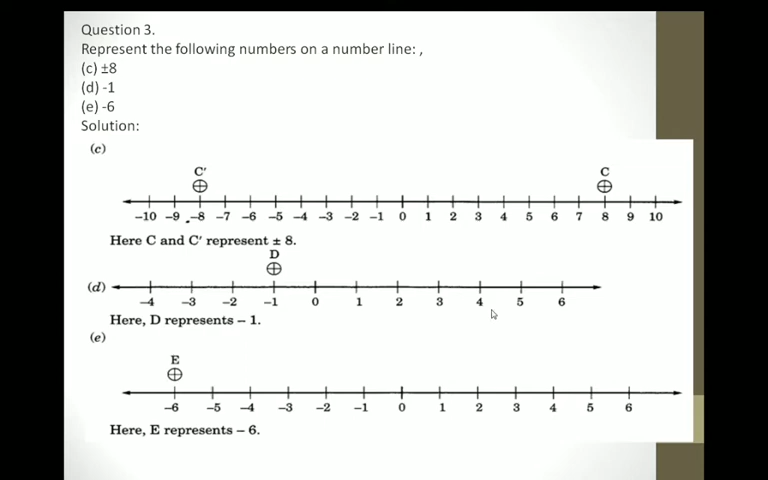 Question 3.
Represent the following numbers on a number line: ,
(c) ±8
(d) -1
(e) -6
Solution:
(c)
C′ C
–10 –9 –8 –7 –6 –5 –4 –3 –2 –1 0 1 2 3 4 5 6 7 8 9 10
Here C and C′ represent ± 8.
D
(d)
–4 –3 –2 –1 0 1 2 3 4 5 6
Here, D represents – 1.
(e)
E
–6 –5 –4 –3 –2 –1 0 1 2 3 4 5 6
Here, E represents – 6.